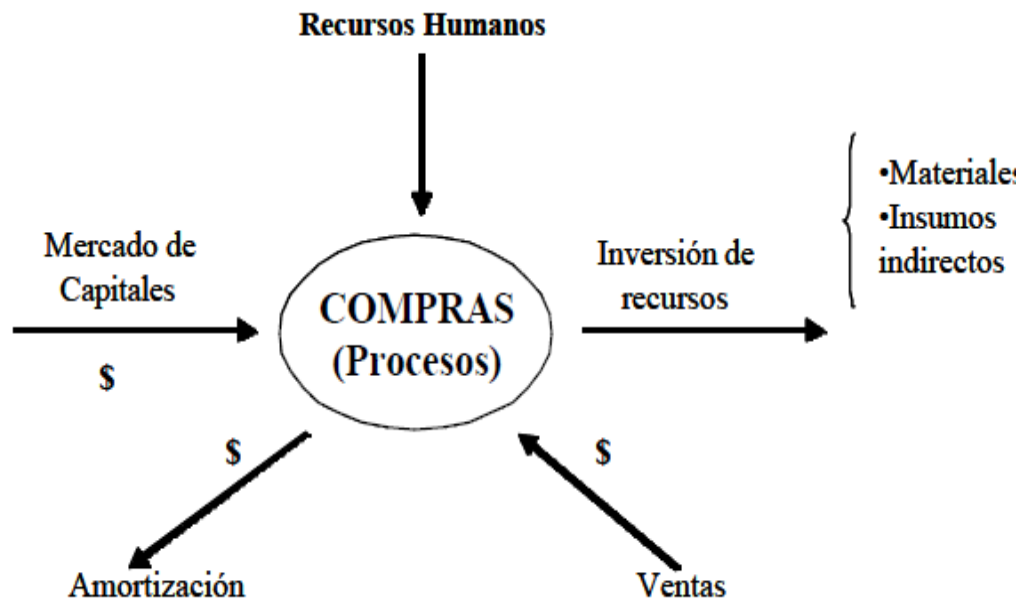 Recursos Humanos
Mercado de
Capitales
$
COMPRAS
(Procesos)
Inversión de
recursos
•Materiales
•Insumos
indirectos
$
$
Amortización
Ventas